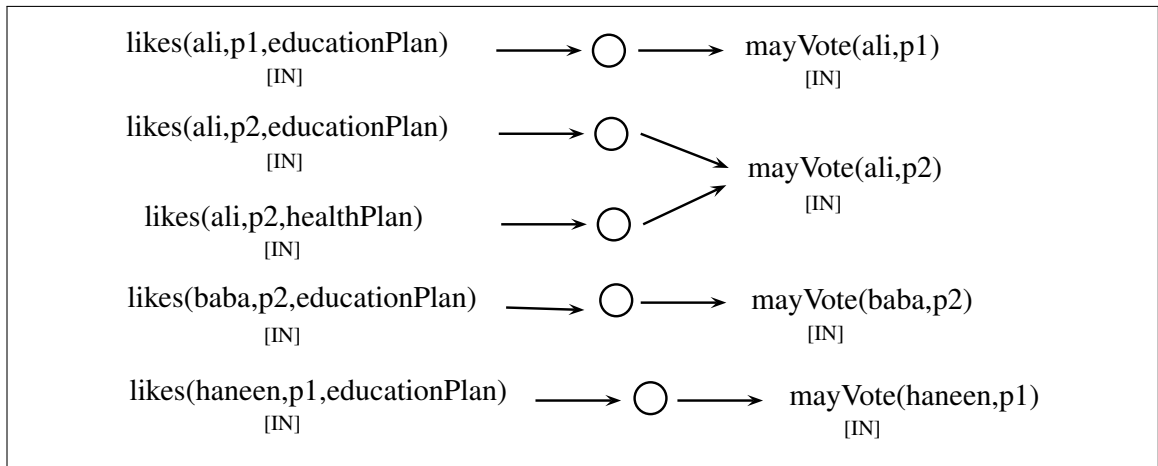 likes(ali,p1,educationPlan) mayVote(ali,p1)
[IN] [IN]
likes(ali,p2,educationPlan)
[IN]
mayVote(ali,p2)
[IN]
likes(ali,p2,healthPlan)
[IN]
likes(baba,p2,educationPlan) mayVote(baba,p2)
[IN] [IN]
likes(haneen,p1,educationPlan) mayVote(haneen,p1)
[IN] [IN]